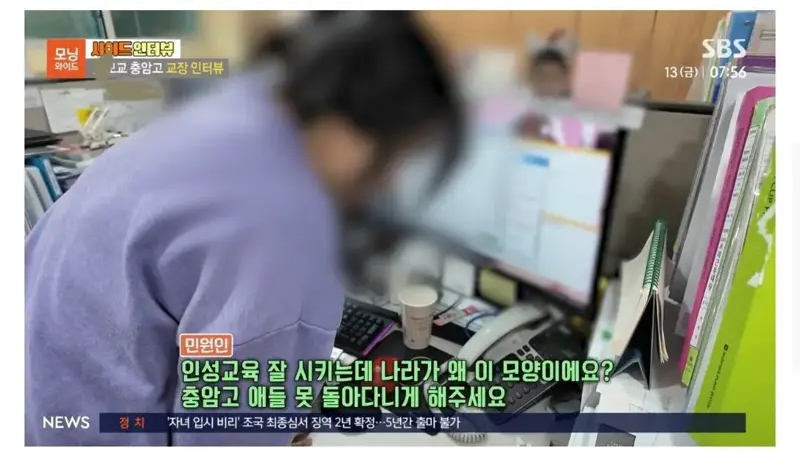 모닝
와이드
사이드인터뷰
모교 충암고 교장 인터뷰
SBS
13(금) 07:56
민원인
인성교육 잘 시키는데 나라가 왜 이 모양이에요?
충암고 애들 못 돌아다니게 해주세요
NEWS 정 치 '자녀 입시 비리' 조국 최종심서 징역 2년 확정…5년간 출마 불가